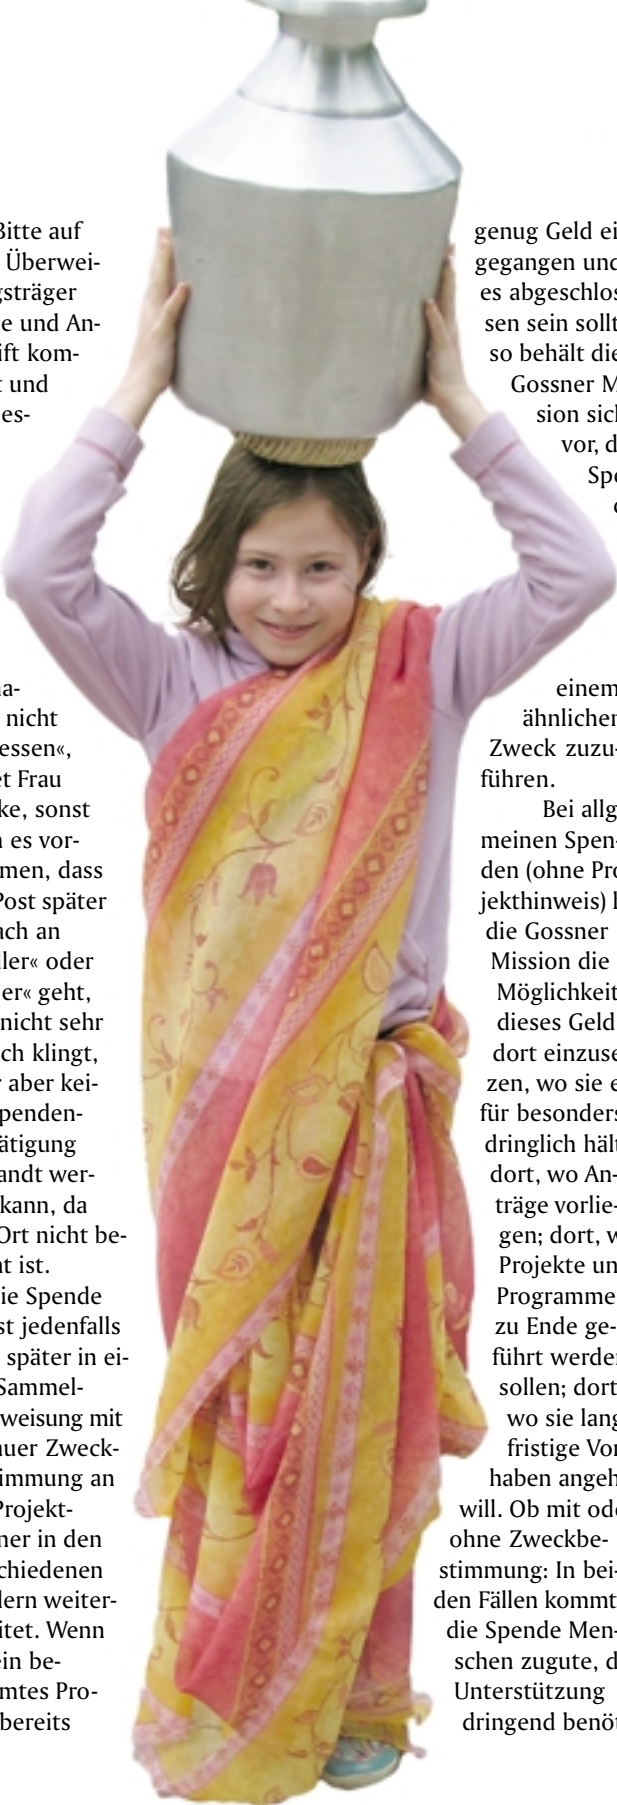 Bitte auf
Überwei-
gsträger
e und An-
ift kom-
t und
es-
na-
nicht
essen«,
et Frau
ke, sonst
n es vor-
men, dass
Post später
ach an
ller« oder
er« geht,
nicht sehr
ch klingt,
r aber kei-
penden-
ätigung
andt wer-
kann, da
Ort nicht be-
nt ist.
ie Spende
st jedenfalls
später in ei-
Sammel-
weisung mit
auer Zweck-
immung an
Projekt-
ner in den
chiedenen
dern weiter-
itet. Wenn
ein be-
mtes Pro-
bereits
genug Geld ei
gegangen und
es abgeschlos
sen sein sollt
so behält die
Gossner M
sion sich
vor, d
Spe
einem
ähnlichen
Zweck zuzu-
führen.
Bei allg
meinen Spen-
den (ohne Pro
jekthinweis) h
die Gossner
Mission die
Möglichkeit
dieses Geld
dort einzuse
zen, wo sie e
für besonders
dringlich hält
dort, wo An-
träge vorlie-
gen; dort, w
Projekte un
Programme
zu Ende ge-
führt werden
sollen; dort
wo sie lang
fristige Vor
haben angeh
will. Ob mit ode
ohne Zweckbe-
stimmung: In bei-
den Fällen kommt
die Spende Men-
schen zugute, d
Unterstützung
dringend benöt